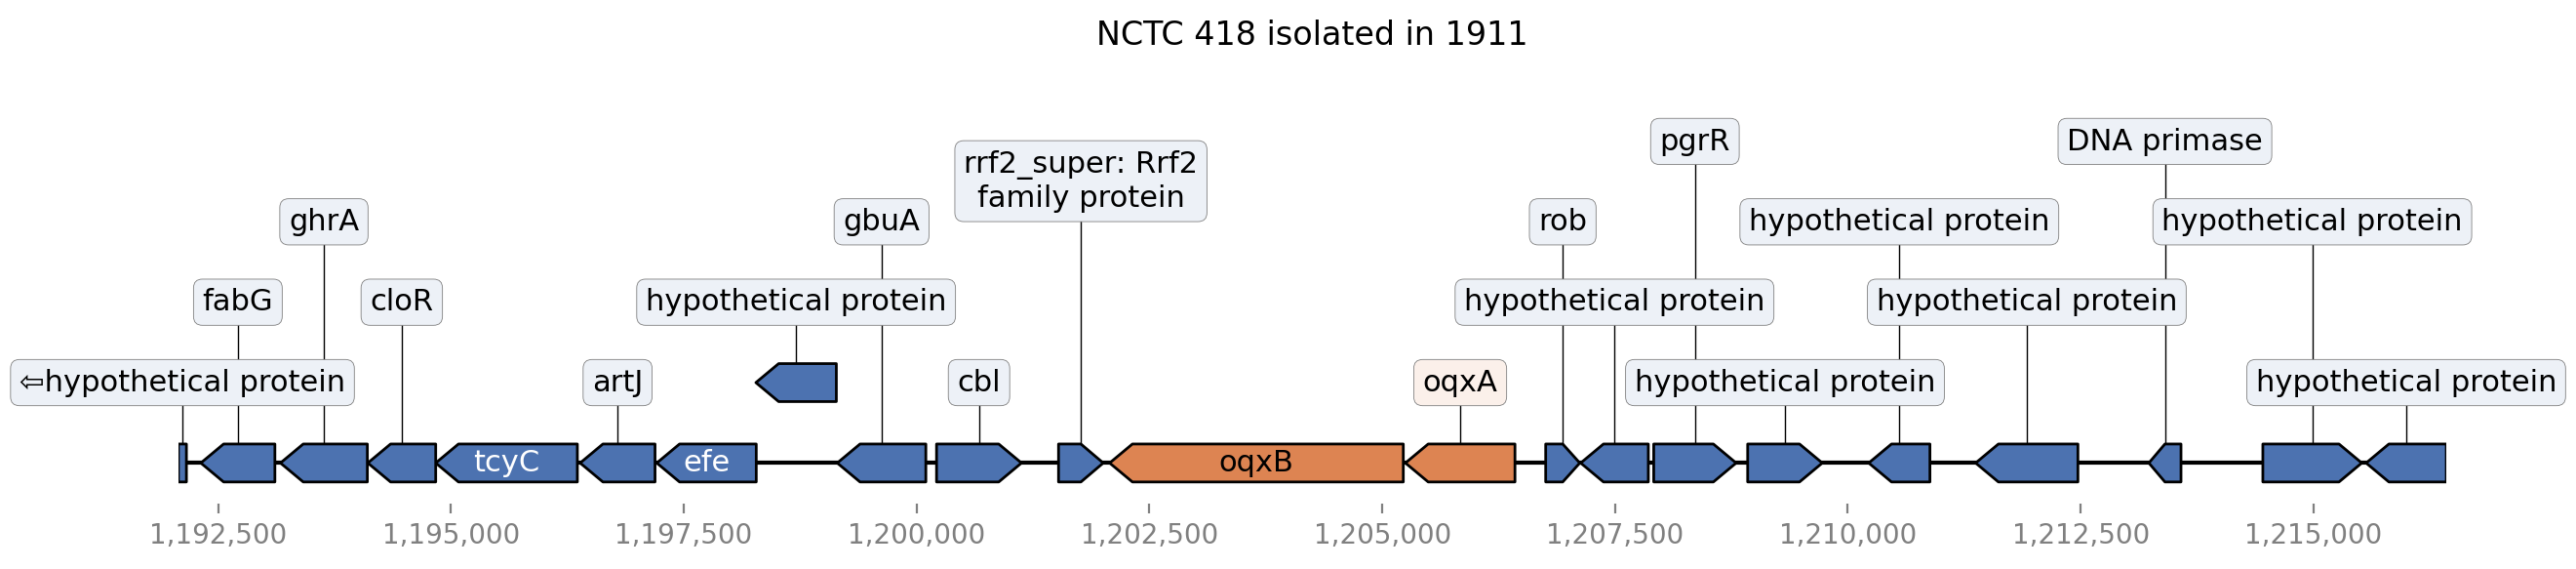 NCTC 418 isolated in 1911
pgrR
DNA primase
rrf2_super: Rrf2
family protein
ghrA
gbuA
rob
hypothetical protein
hypothetical protein
fabG
cloR
hypothetical protein
hypothetical protein
hypothetical protein
⇦hypothetical protein
artJ
cbl
oqxA
hypothetical protein
hypothetical protein
tcyC
efe
oqxB
1,192,500
1,195,000
1,197,500
1,200,000
1,202,500
1,205,000
1,207,500
1,210,000
1,212,500
1,215,000